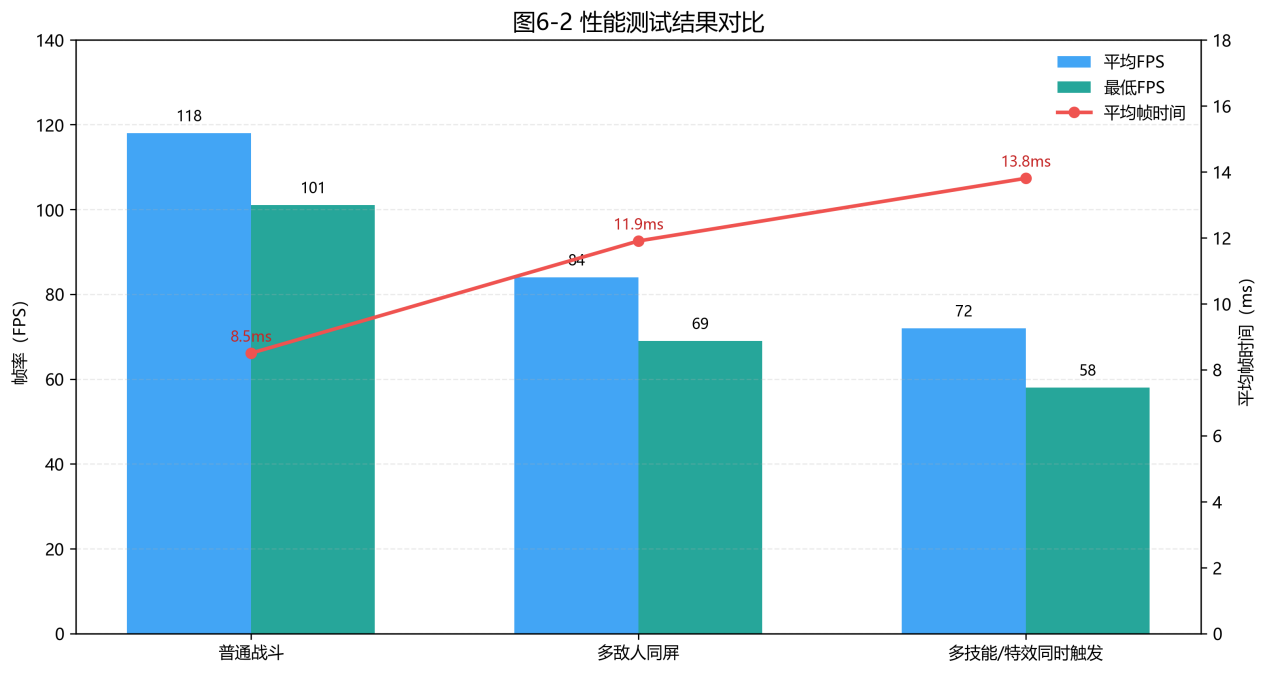 图6-2 性能测试结果对比
140
120
100
80
60
40
20
0
帧率（FPS）
18
16
14
12
10
8
6
4
2
0
平均帧时间（ms）
平均FPS
最低FPS
平均帧时间
118
101
84
69
72
58
8.5ms
11.9ms
13.8ms
普通战斗
多敌人同屏
多技能/特效同时触发